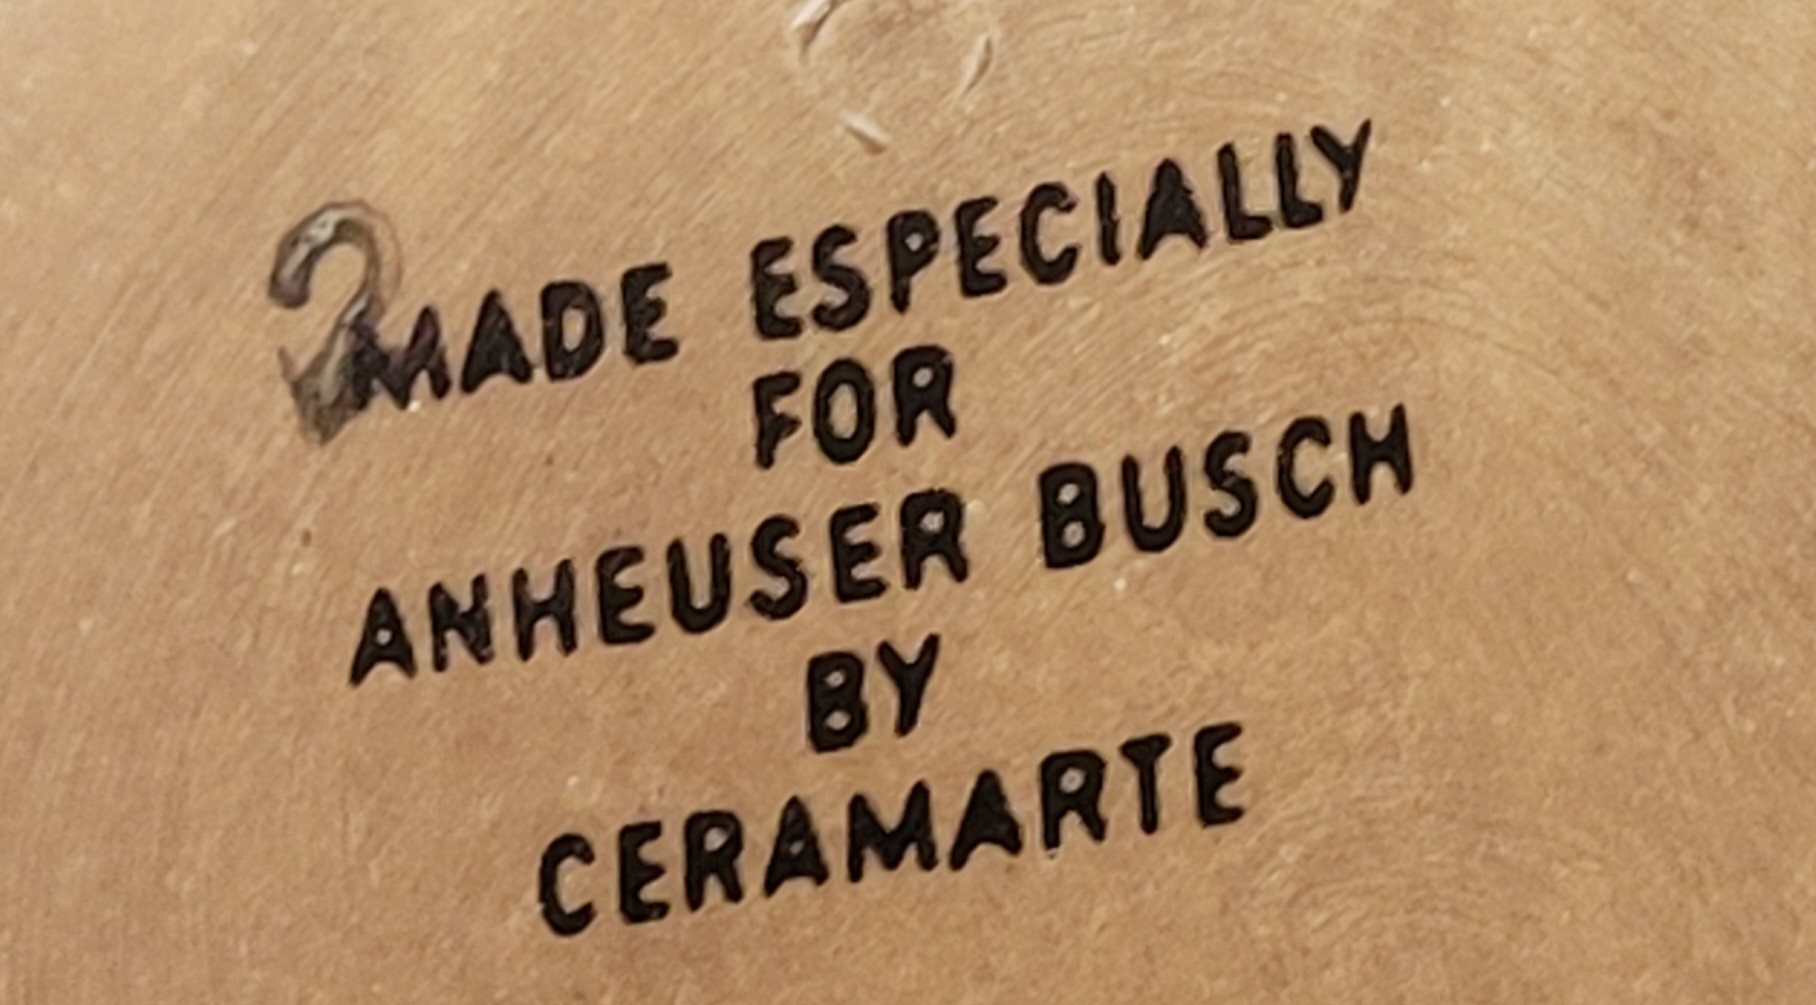 MADE ESPECIALLY
FOR
ANHEUSER BUSCH
BY
CERAMARTE